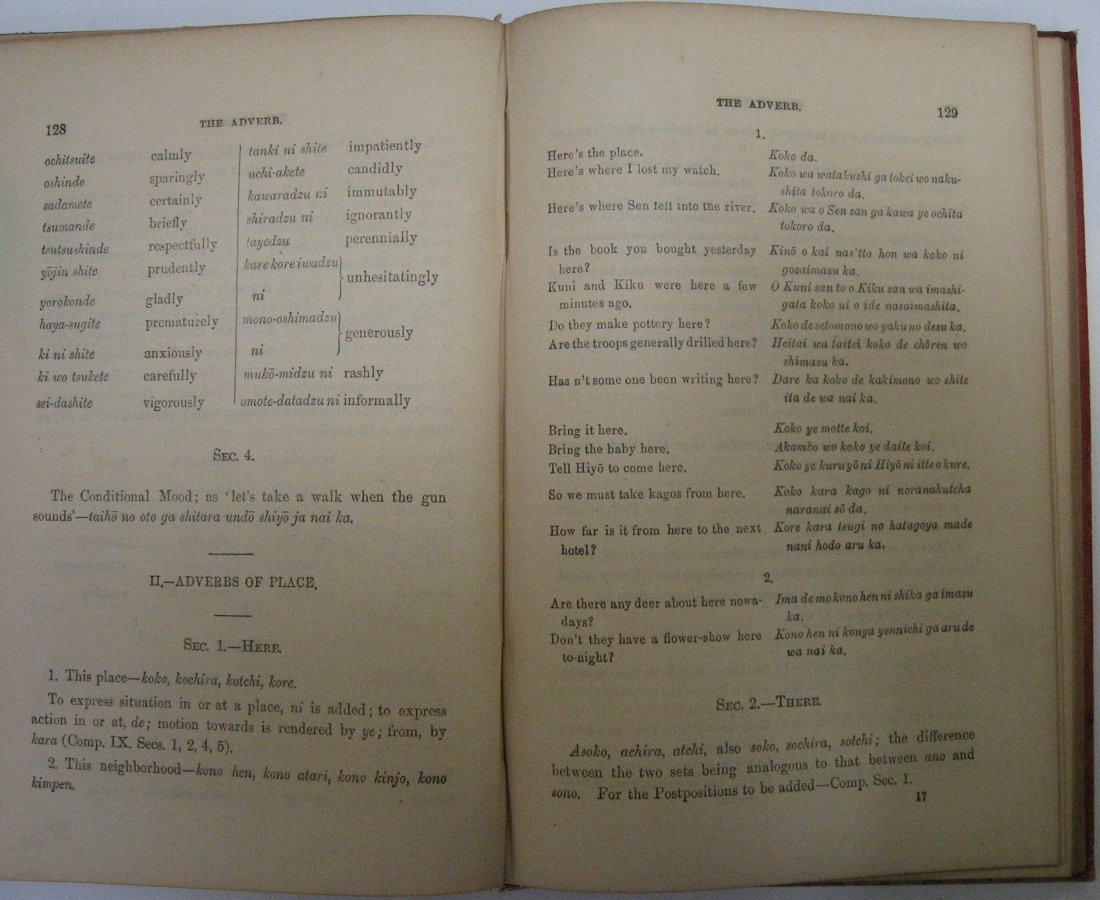 128
THE ADVERB.
ochitsuite calmly
oshinde sparingly
sadamete certainly
tsumande briefly
tsutsushinde respectfully
yōjin shite prudently
yorokonde gladly
haya-sugite prematurely
ki ni shite anxiously
ki wo tsukete carefully
sei-dashite vigorously
tanki ni shite impatiently
uchi-akete candidly
kawaradzu ni immutably
shiradzu ni ignorantly
tayedzu perennially
kare kore iwadzu
ni
unhesitatingly
mono-oshimadzu
ni
generously
mukō-midzu ni rashly
omote-datadzu ni informally
SEC. 4.
The Conditional Mood; as 'let's take a walk when the gun
sounds'—taihō no oto ga shitara undō shiyō ja nai ka.
II.—ADVERBS OF PLACE.
SEC. 1.—HERE.
1. This place—koko, kochira, kotchi, kore.
To express situation in or at a place, ni is added; to express
action in or at, de; motion towards is rendered by ye; from, by
kara (Comp. IX. Secs. 1, 2, 4, 5).
2. This neighborhood—kono hen, kono atari, kono kinjo, kono
kimpen.
THE ADVERB.
129
1.
Here's the place. Koko da.
Here's where I lost my watch. Koko wa watakushi ga tokei wo naku-
shita tokoro da.
Here's where Sen fell into the river. Koko wa o Sen san ga kawa ye ochita
tokoro da.
Is the book you bought yesterday Kinō o kai nas'tta hon wa koko ni
here? gozaimasu ka.
Kuni and Kiku were here a few O Kuni san to o Kiku san wa imashi-
minutes ago. gata koko ni o ide nasaimashita.
Do they make pottery here? Koko de setomono wo yaku no desu ka.
Are the troops generally drilled here? Heitai wa taitei koko de chōren wo
shimasu ka.
Has n't some one been writing here? Dare ka koko de kakimono wo shite
ita de wa nai ka.
Bring it here. Koko ye motte koi.
Bring the baby here. Akambo wo koko ye daite koi.
Tell Hiyō to come here. Koko ye kuru yō ni Hiyō ni itte o kure.
So we must take kagos from here. Koko kara kago ni noranakutcha
naranai sō da.
How far is it from here to the next Kore kara tsugi no hatagoya made
hotel? nani hodo aru ka.
2.
Are there any deer about here nowa- Ima de mo kono hen ni shika ga imasu
days? ka.
Don't they have a flower-show here Kono hen ni konya yennichi ga aru de
to-night? wa nai ka.
SEC. 2.—THERE.
Asoko, achira, atchi, also soko, sochira, sotchi; the difference
between the two sets being analogous to that between ano and
sono. For the Postpositions to be added—Comp. Sec. 1.
17